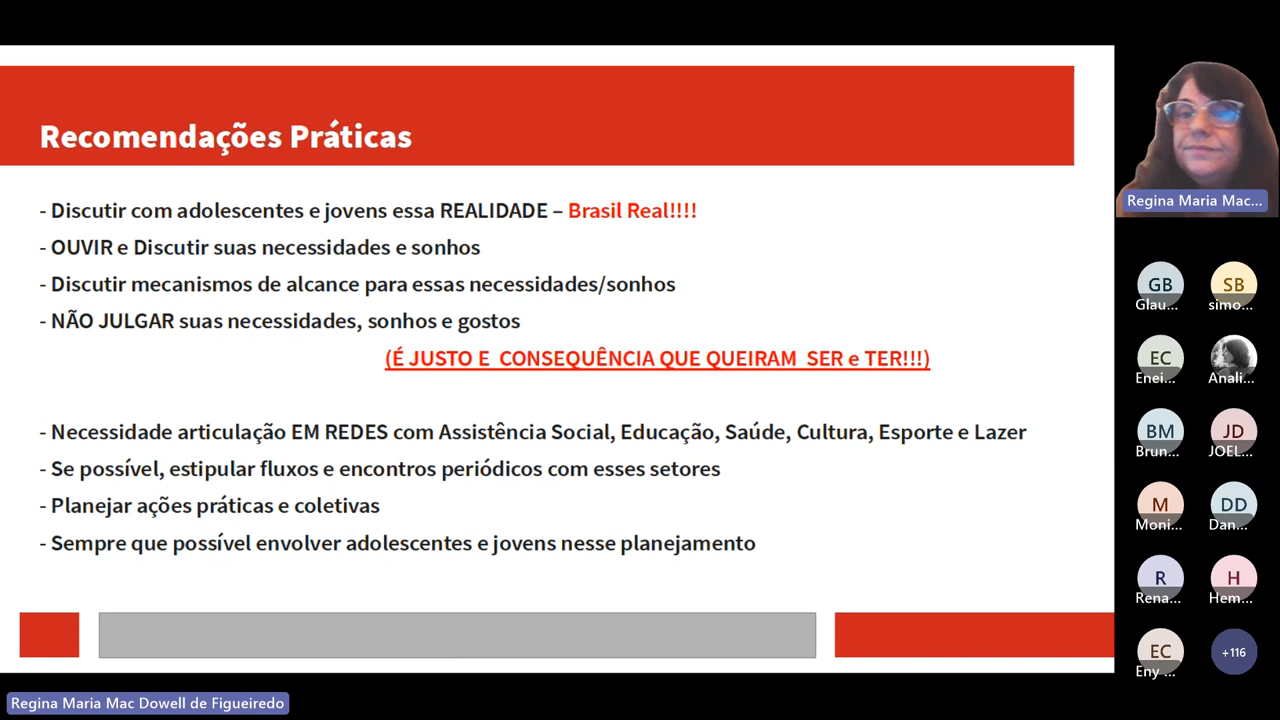 Recomendações Práticas
- Discutir com adolescentes e jovens essa REALIDADE – Brasil Real!!!!
- OUVIR e Discutir suas necessidades e sonhos
- Discutir mecanismos de alcance para essas necessidades/sonhos
- NÃO JULGAR suas necessidades, sonhos e gostos
(É JUSTO E CONSEQUÊNCIA QUE QUEIRAM SER e TER!!!)
- Necessidade articulação EM REDES com Assistência Social, Educação, Saúde, Cultura, Esporte e Lazer
- Se possível, estipular fluxos e encontros periódicos com esses setores
- Planejar ações práticas e coletivas
- Sempre que possível envolver adolescentes e jovens nesse planejamento
Regina Maria Mac...
GB
Glau...
SB
simo...
EC
Enei...
Anali...
BM
Brun...
JD
JOEL...
M
Moni...
DD
Dan...
R
Rena...
H
Hem...
EC
Eny ...
+116
Regina Maria Mac Dowell de Figueiredo